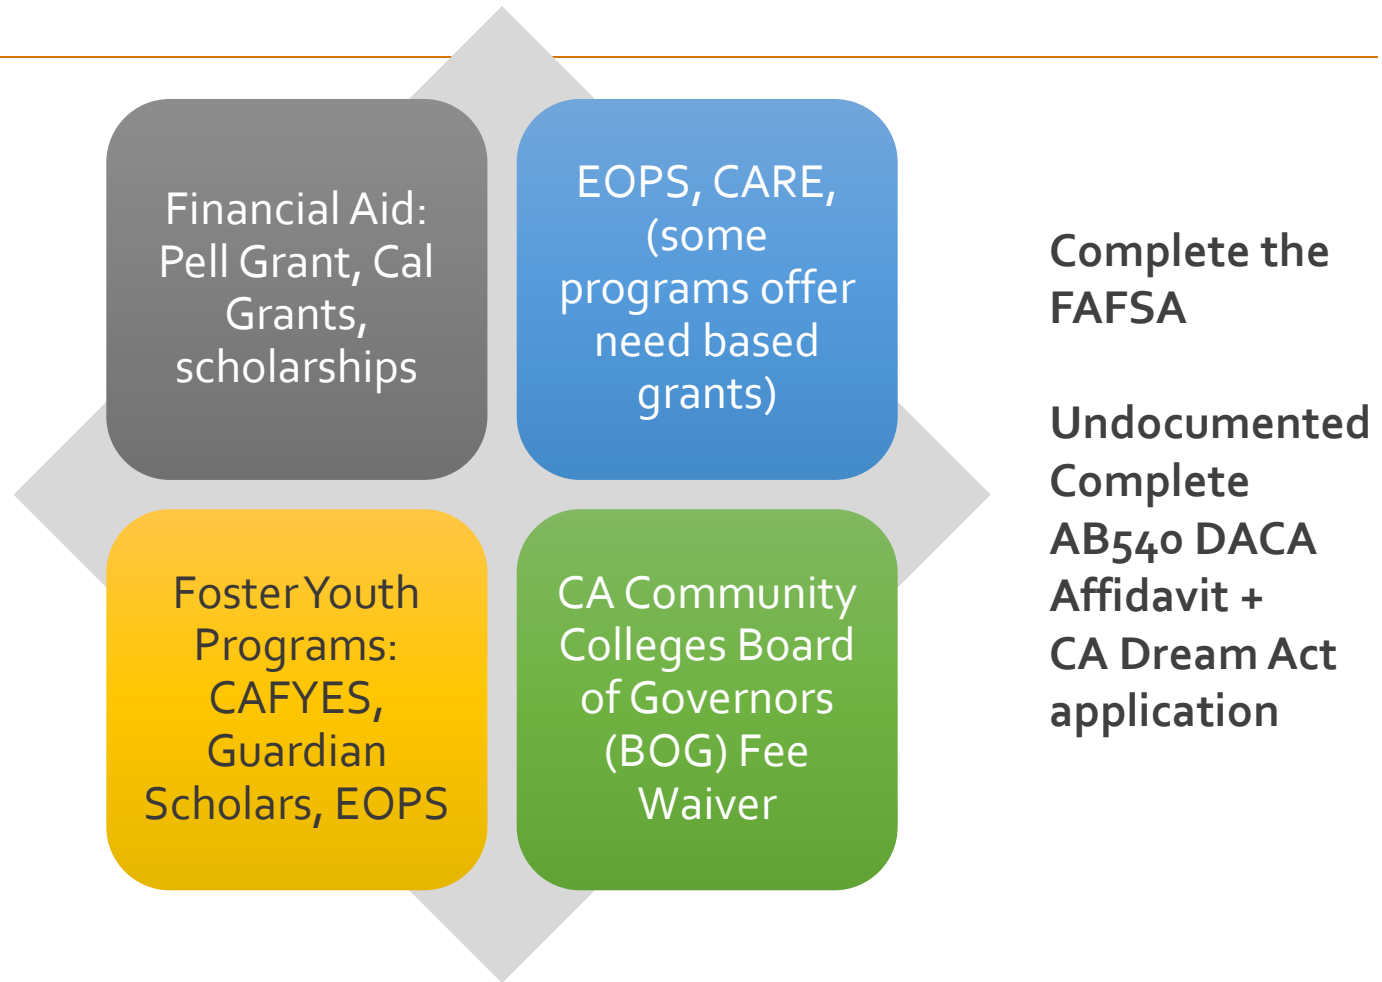 Financial Aid:
Pell Grant, Cal
Grants,
scholarships
EOPS, CARE,
(some
programs offer
need based
grants)
Foster Youth
Programs:
CAFYES,
Guardian
Scholars, EOPS
CA Community
Colleges Board
of Governors
(BOG) Fee
Waiver
Complete the
FAFSA
Undocumented
Complete
AB540 DACA
Affidavit +
CA Dream Act
application